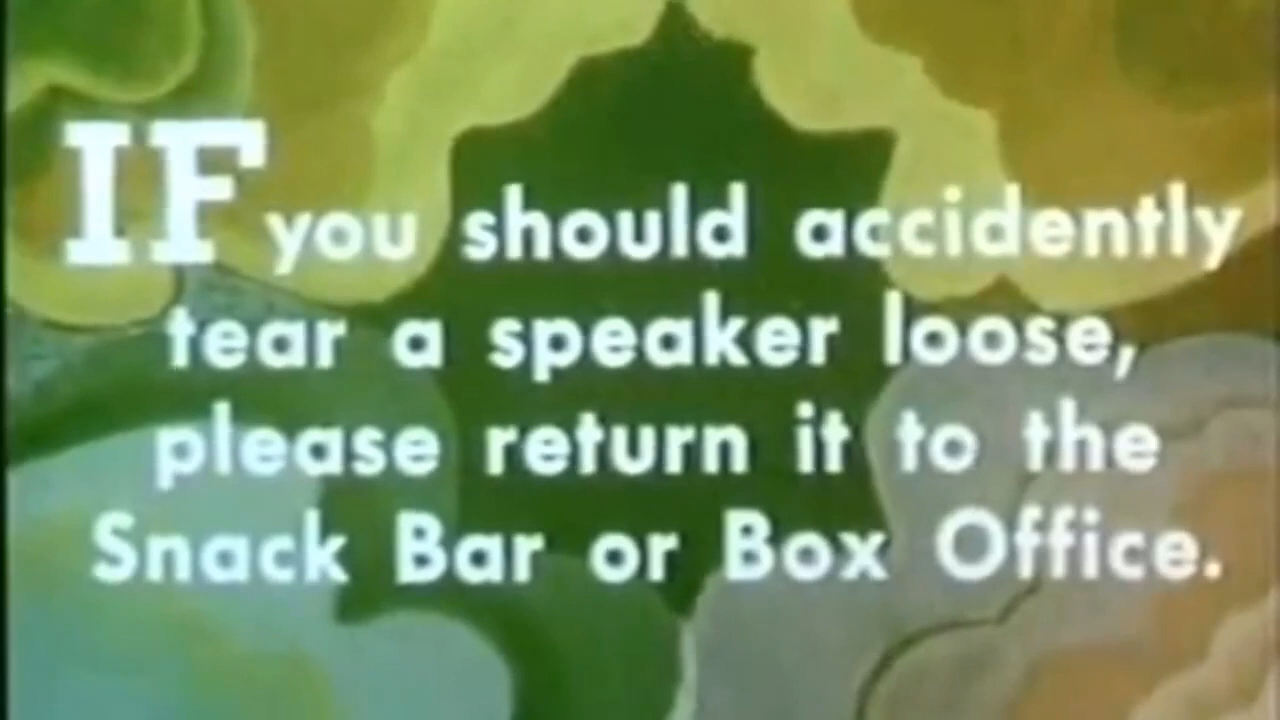 IF you should accidently
tear a speaker loose,
please return it to the
Snack Bar or Box Office.